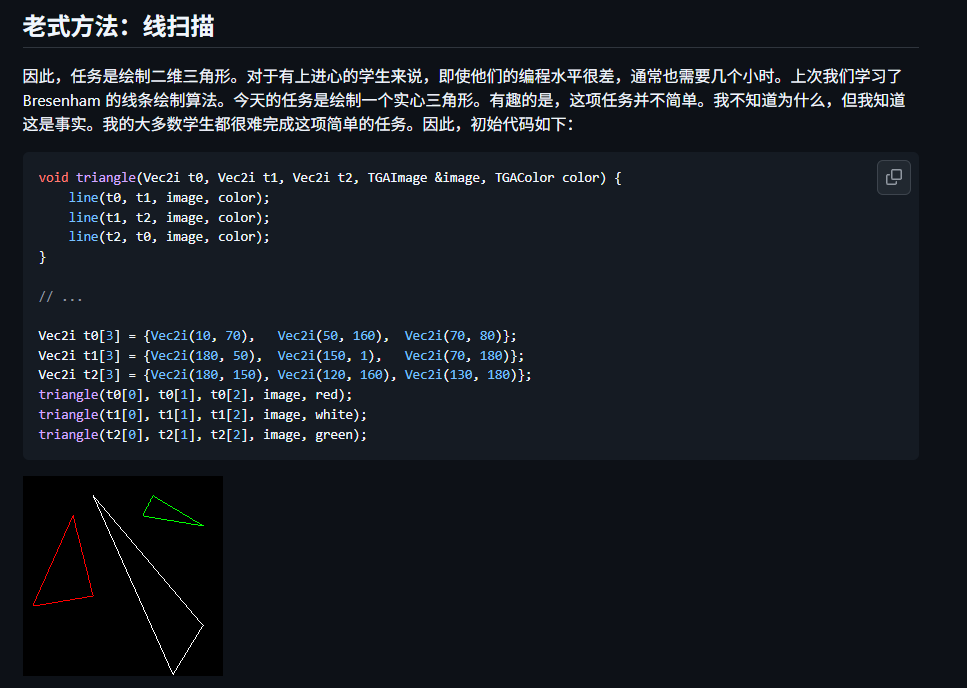 老式方法：线扫描
因此，任务是绘制二维三角形。对于有上进心的学生来说，即使他们的编程水平很差，通常也需要几个小时。上次我们学习了
Bresenham 的线条绘制算法。今天的任务是绘制一个实心三角形。有趣的是，这项任务并不简单。我不知道为什么，但我知道
这是事实。我的大多数学生都很难完成这项简单的任务。因此，初始代码如下：
void triangle(Vec2i t0, Vec2i t1, Vec2i t2, TGAImage &image, TGAColor color) {
    line(t0, t1, image, color);
    line(t1, t2, image, color);
    line(t2, t0, image, color);
}
// ...
Vec2i t0[3] = {Vec2i(10, 70),   Vec2i(50, 160),  Vec2i(70, 80)};
Vec2i t1[3] = {Vec2i(180, 50),  Vec2i(150, 1),   Vec2i(70, 180)};
Vec2i t2[3] = {Vec2i(180, 150), Vec2i(120, 160), Vec2i(130, 180)};
triangle(t0[0], t0[1], t0[2], image, red);
triangle(t1[0], t1[1], t1[2], image, white);
triangle(t2[0], t2[1], t2[2], image, green);